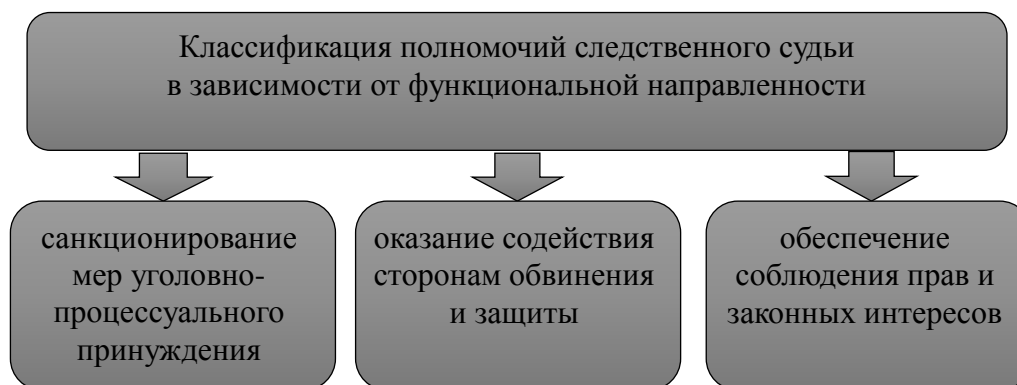 Классификация полномочий следственного судьи
в зависимости от функциональной направленности
санкционирование
мер уголовно-
процессуального
принуждения
оказание содействия
сторонам обвинения
и защиты
обеспечение
соблюдения прав и
законных интересов